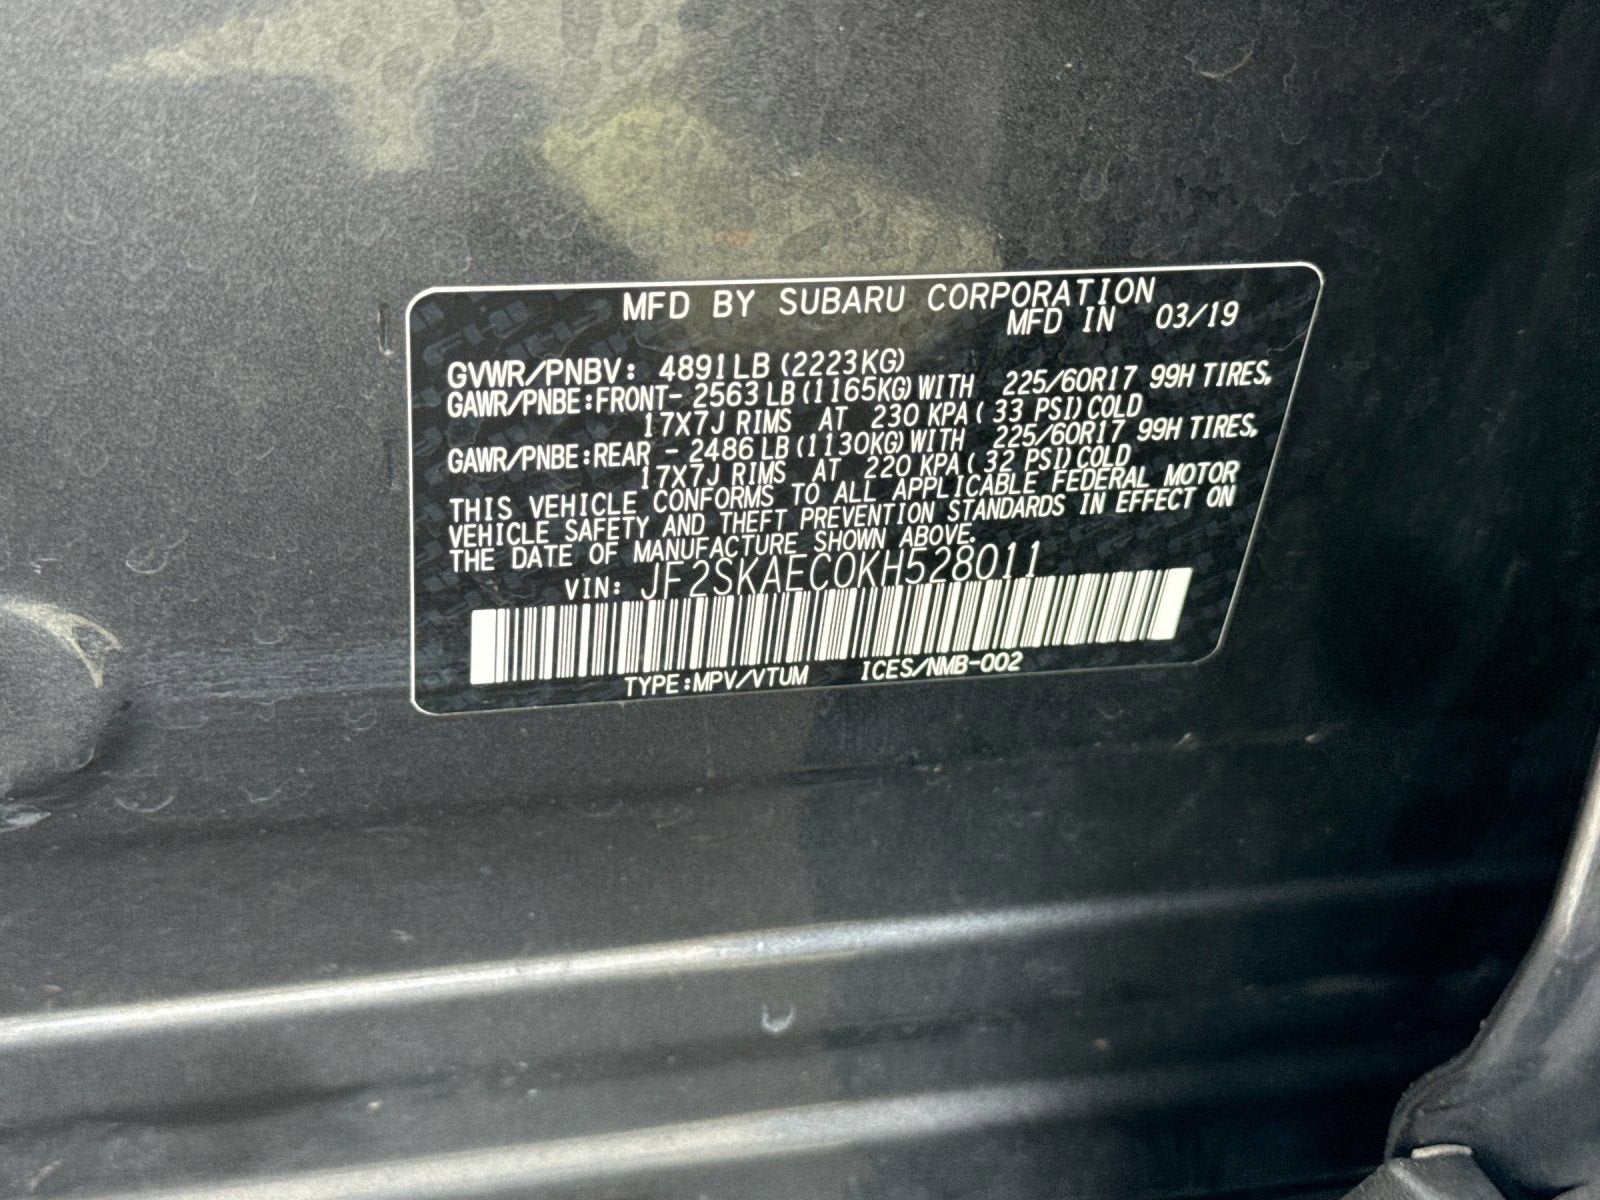 MFD BY SUBARU CORPORATION
MFD IN 03/19
GVWR/PNBV: 4891LB (2223KG)
GAWR/PNBE:FRONT- 2563 LB (1165KG) WITH 225/60R17 99H TIRES,
17X7J RIMS AT 230 KPA ( 33 PSI) COLD
GAWR/PNBE:REAR - 2486 LB (1130KG) WITH 225/60R17 99H TIRES,
17X7J RIMS AT 220 KPA ( 32 PSI) COLD
THIS VEHICLE CONFORMS TO ALL APPLICABLE FEDERAL MOTOR
VEHICLE SAFETY AND THEFT PREVENTION STANDARDS IN EFFECT ON
THE DATE OF MANUFACTURE SHOWN ABOVE.
VIN: JF2SKAEC0KH528011
TYPE:MPV/VTUM ICES/NMB-002